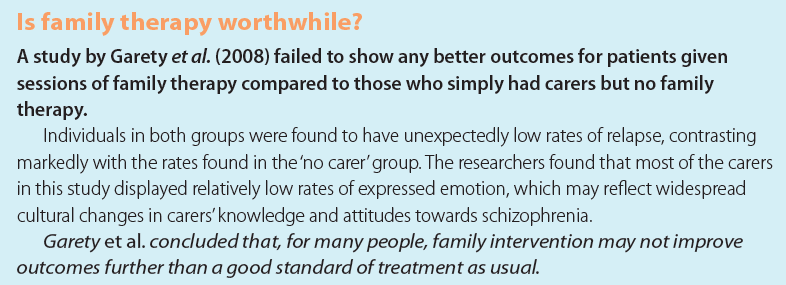 Is family therapy worthwhile?
A study by Garety et al. (2008) failed to show any better outcomes for patients given
sessions of family therapy compared to those who simply had carers but no family
therapy.
Individuals in both groups were found to have unexpectedly low rates of relapse, contrasting
markedly with the rates found in the 'no carer' group. The researchers found that most of the carers
in this study displayed relatively low rates of expressed emotion, which may reflect widespread
cultural changes in carers' knowledge and attitudes towards schizophrenia.
Garety et al. concluded that, for many people, family intervention may not improve
outcomes further than a good standard of treatment as usual.